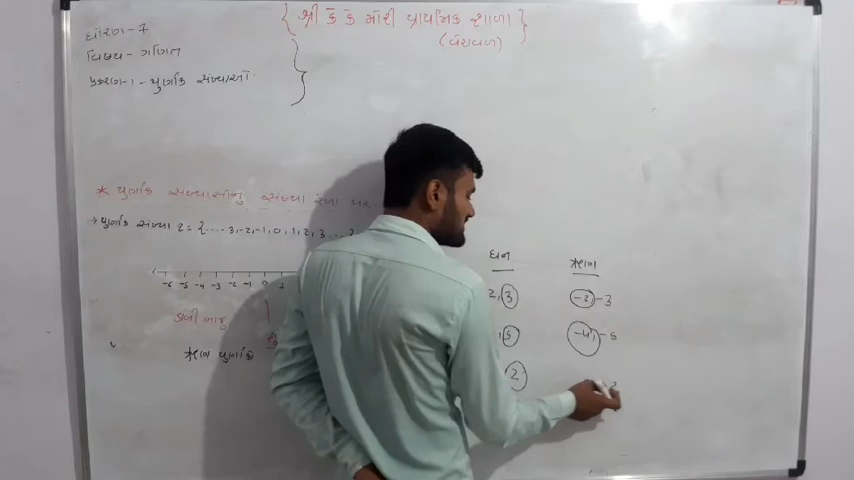 { શ્રી કે કે મોરી પ્રાથમિક શાળા }
(વેરાવળ)
ધોરણ-7
વિષય- ગણિત
પ્રકરણ-1 - પુર્ણાંક સંખ્યાઓ.
* પુર્ણાંક સંખ્યાઓનુ સંખ્યા રેખા પર
→ પુર્ણાંક સંખ્યા z = {... -3, -2, -1, 0, 1, 2, 3
-6 -5 -4 -3 -2 -1 0 1
ડાબી બાજુ
ઋણ પુર્ણાંક
ધન ઋણ
2, 3 -2, -3
, 5 -4, -5
2